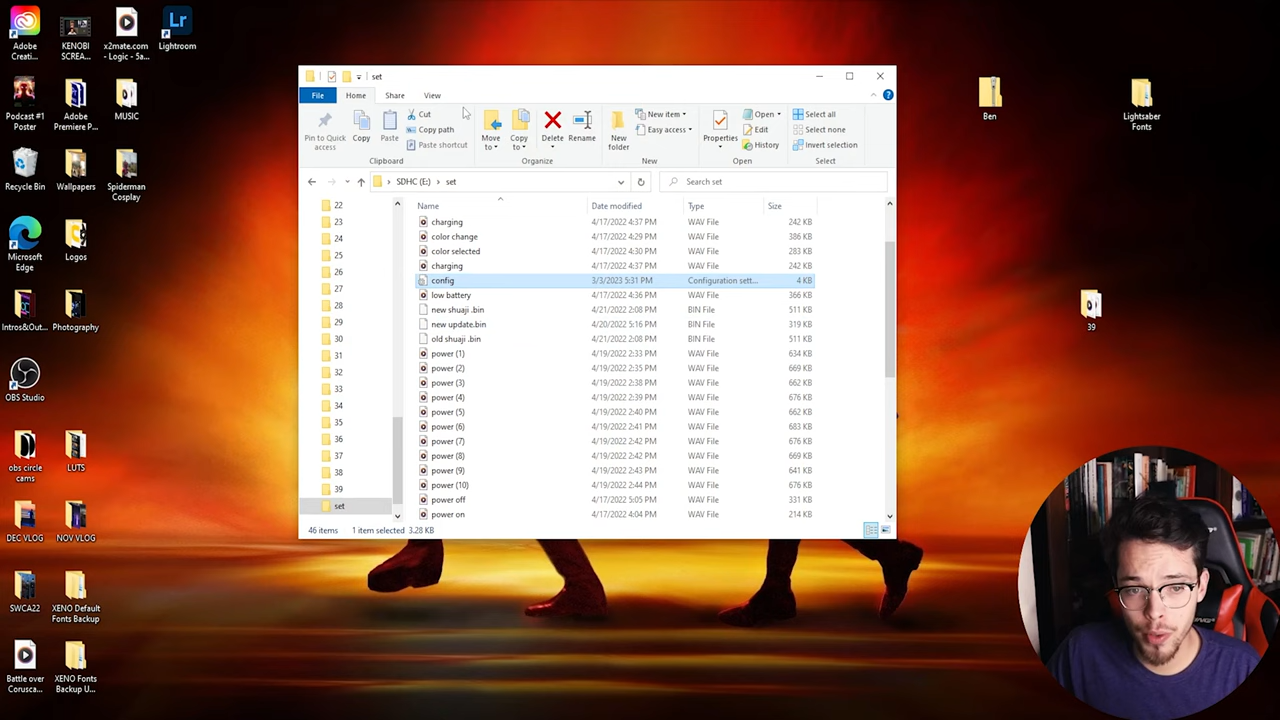 Adobe
Creati...
KENOBI
SCREA...
x2mate.com
- Logic - 5a...
Lr
Lightroom
Podcast #1
Poster
Adobe
Premiere P...
MUSIC
Recycle Bin
Wallpapers
Spiderman
Cosplay
Microsoft
Edge
Logos
Intros&Out...
Photography
OBS Studio
obs circle
cams
LUTS
DEC VLOG
NOV VLOG
SWCA22
XENO Default
Fonts Backup
Battle over
Corusca...
XENO Fonts
Backup U...
Ben
Lightsaber
Fonts
39
set
File
Home
Share
View
Pin to Quick
access
Copy
Paste
Cut
Copy path
Paste shortcut
Clipboard
Move
to
Copy
to
Delete
Rename
Organize
New
folder
New item
Easy access
New
Properties
Open
Edit
History
Open
Select all
Select none
Invert selection
Select
SDHC (E:) › set
Search set
22
23
24
25
26
27
28
29
30
31
32
33
34
35
36
37
38
39
set
Name Date modified Type Size
charging 4/17/2022 4:37 PM WAV File 242 KB
color change 4/17/2022 4:29 PM WAV File 386 KB
color selected 4/17/2022 4:30 PM WAV File 283 KB
charging 4/17/2022 4:37 PM WAV File 242 KB
config 3/3/2023 5:31 PM Configuration sett... 4 KB
low battery 4/17/2022 4:36 PM WAV File 366 KB
new shuaji .bin 4/21/2022 2:08 PM BIN File 511 KB
new update.bin 4/20/2022 5:16 PM BIN File 319 KB
old shuaji .bin 4/21/2022 2:08 PM BIN File 511 KB
power (1) 4/19/2022 2:33 PM WAV File 634 KB
power (2) 4/19/2022 2:35 PM WAV File 669 KB
power (3) 4/19/2022 2:38 PM WAV File 662 KB
power (4) 4/19/2022 2:39 PM WAV File 676 KB
power (5) 4/19/2022 2:40 PM WAV File 662 KB
power (6) 4/19/2022 2:41 PM WAV File 683 KB
power (7) 4/19/2022 2:42 PM WAV File 676 KB
power (8) 4/19/2022 2:42 PM WAV File 669 KB
power (9) 4/19/2022 2:43 PM WAV File 641 KB
power (10) 4/19/2022 2:44 PM WAV File 676 KB
power off 4/17/2022 5:05 PM WAV File 331 KB
power on 4/17/2022 4:04 PM WAV File 214 KB
46 items 1 item selected 3.28 KB